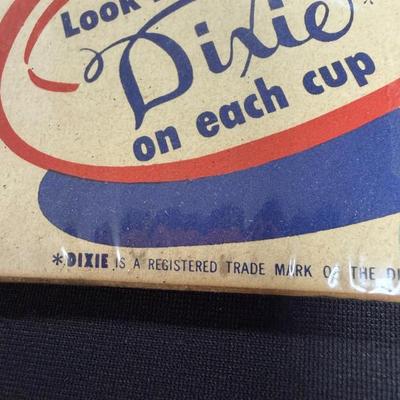 Look
Dixie*
on each cup
*DIXIE IS A REGISTERED TRADE MARK OF THE